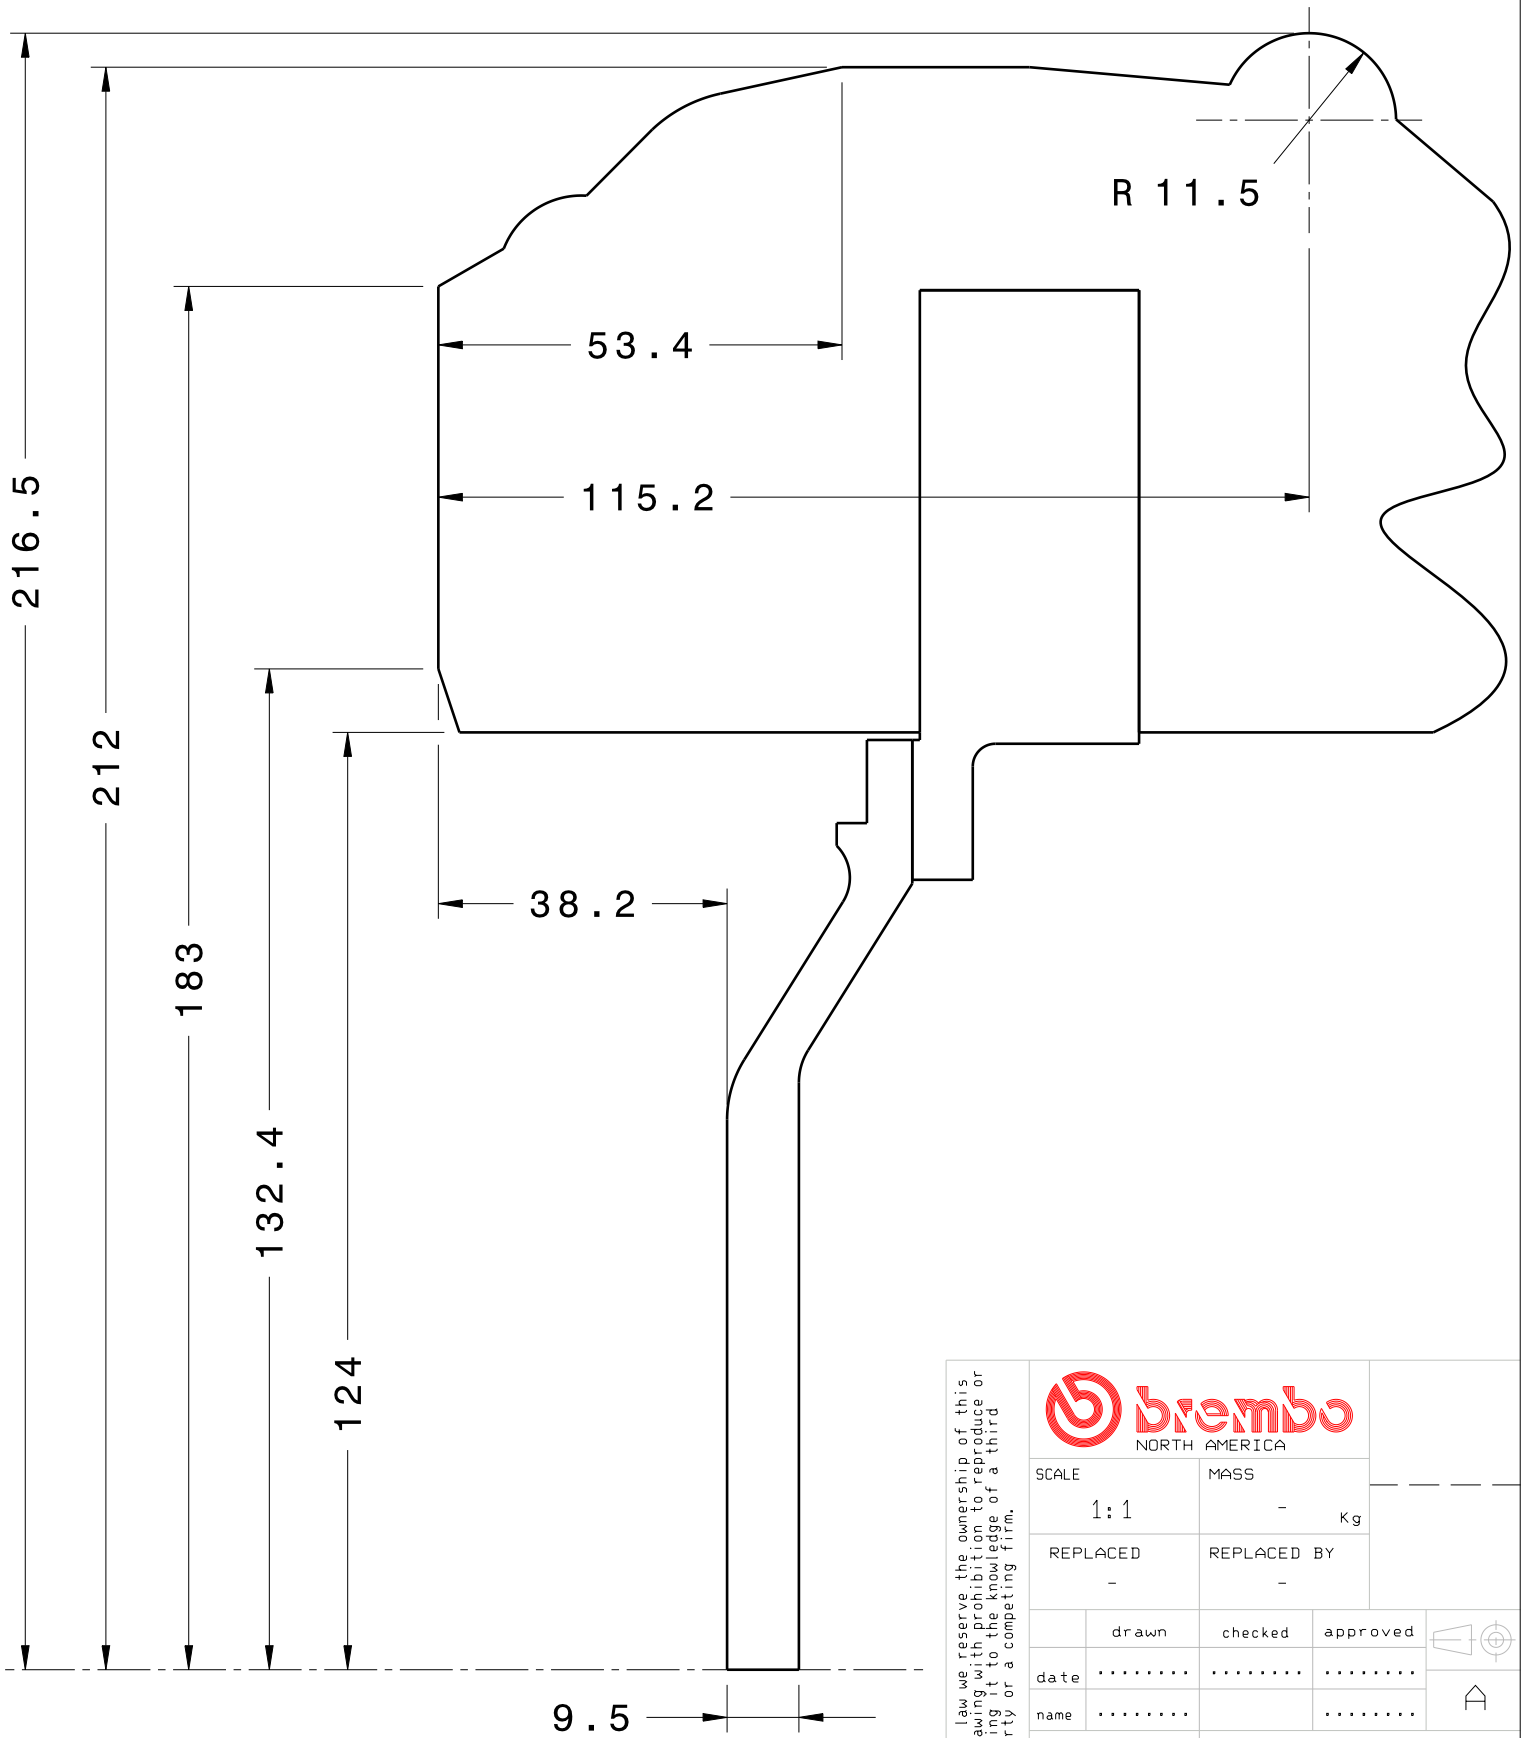 R 11.5
53.4
115.2
216.5
212
38.2
183
132.4
124
9.5
law we reserve the ownership of this
awing with prohibition to reproduce or
ing it to the knowledge of a third
rty or a competing firm.
brembo
NORTH AMERICA
SCALE MASS
1:1 - Kg
REPLACED REPLACED BY
- -
drawn checked approved
date ........ ........ ........
name ........ ........
A